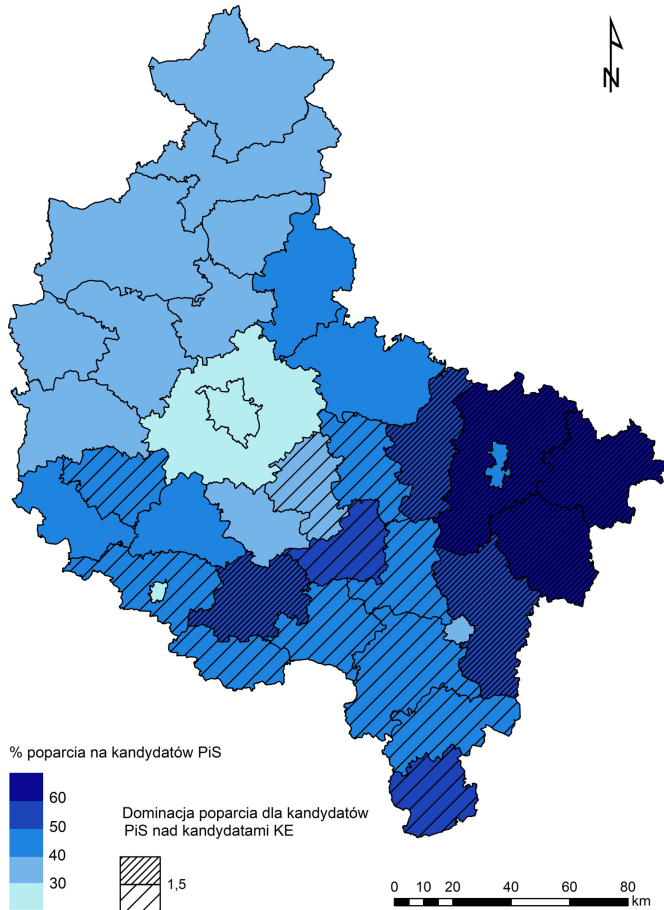 N
% poparcia na kandydatów PiS
60
50
40
30
Dominacja poparcia dla kandydatów
PiS nad kandydatami KE
1,5
0 10 20 40 60 80
km